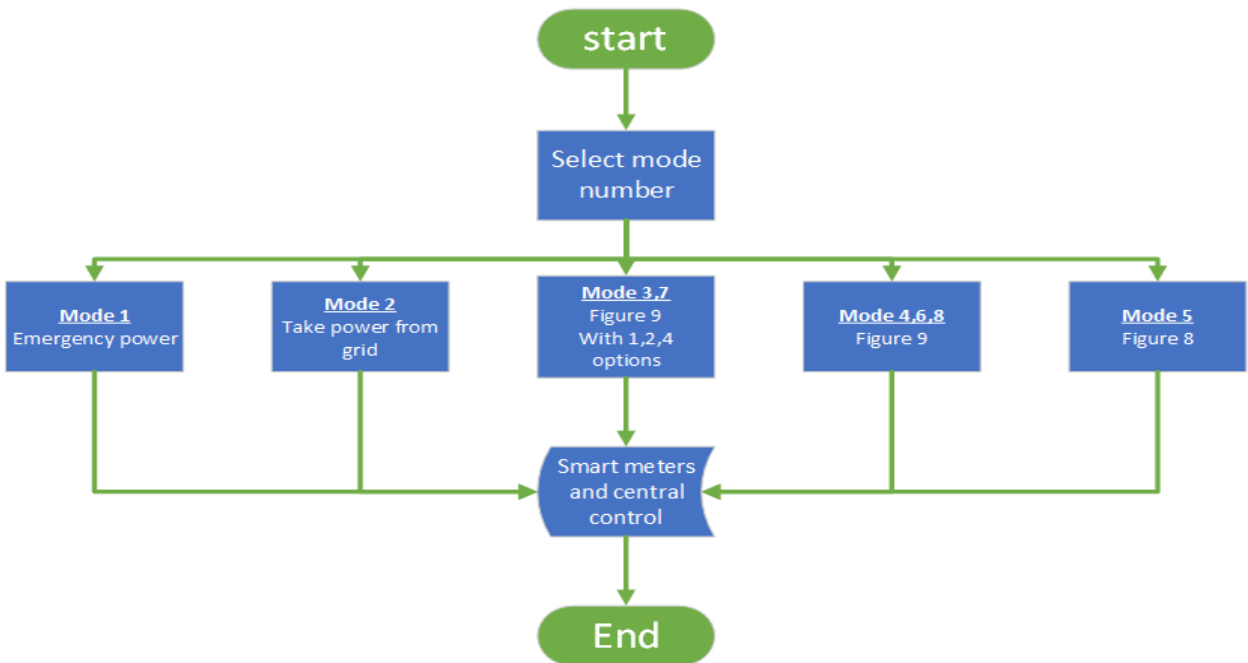 start
Select mode
number
Mode 1
Emergency power
Mode 2
Take power from
grid
Mode 3,7
Figure 9
With 1,2,4
options
Mode 4,6,8
Figure 9
Mode 5
Figure 8
Smart meters
and central
control
End